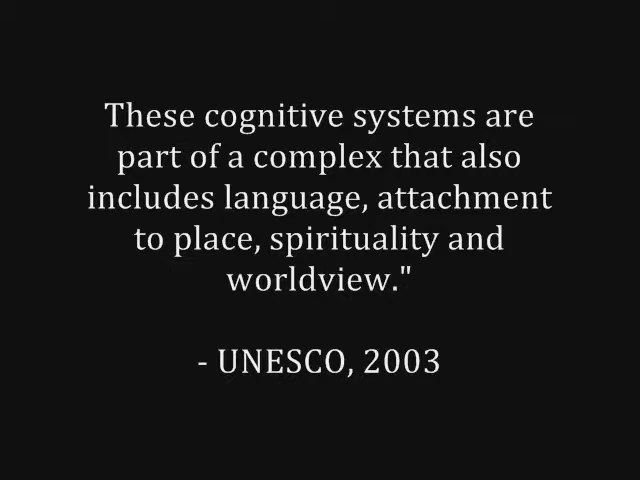 These cognitive systems are
part of a complex that also
includes language, attachment
to place, spirituality and
worldview."
- UNESCO, 2003